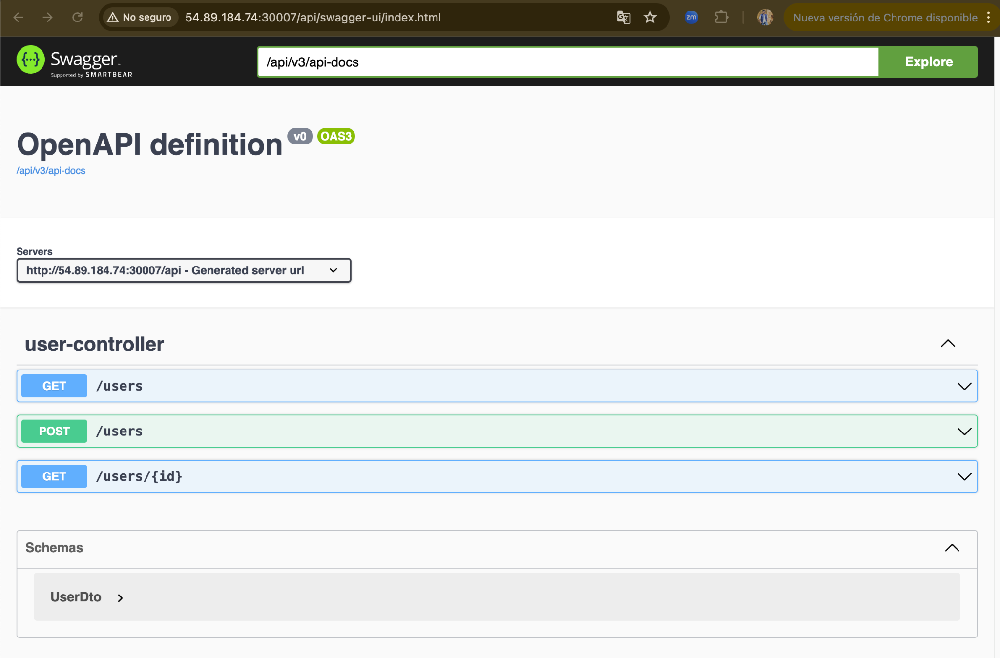 No seguro 54.89.184.74:30007/api/swagger-ui/index.html zm Nueva versión de Chrome disponible
Swagger™
Supported by SMARTBEAR
/api/v3/api-docs Explore
OpenAPI definition v0 OAS3
/api/v3/api-docs
Servers
http://54.89.184.74:30007/api - Generated server url
user-controller
GET /users
POST /users
GET /users/{id}
Schemas
UserDto